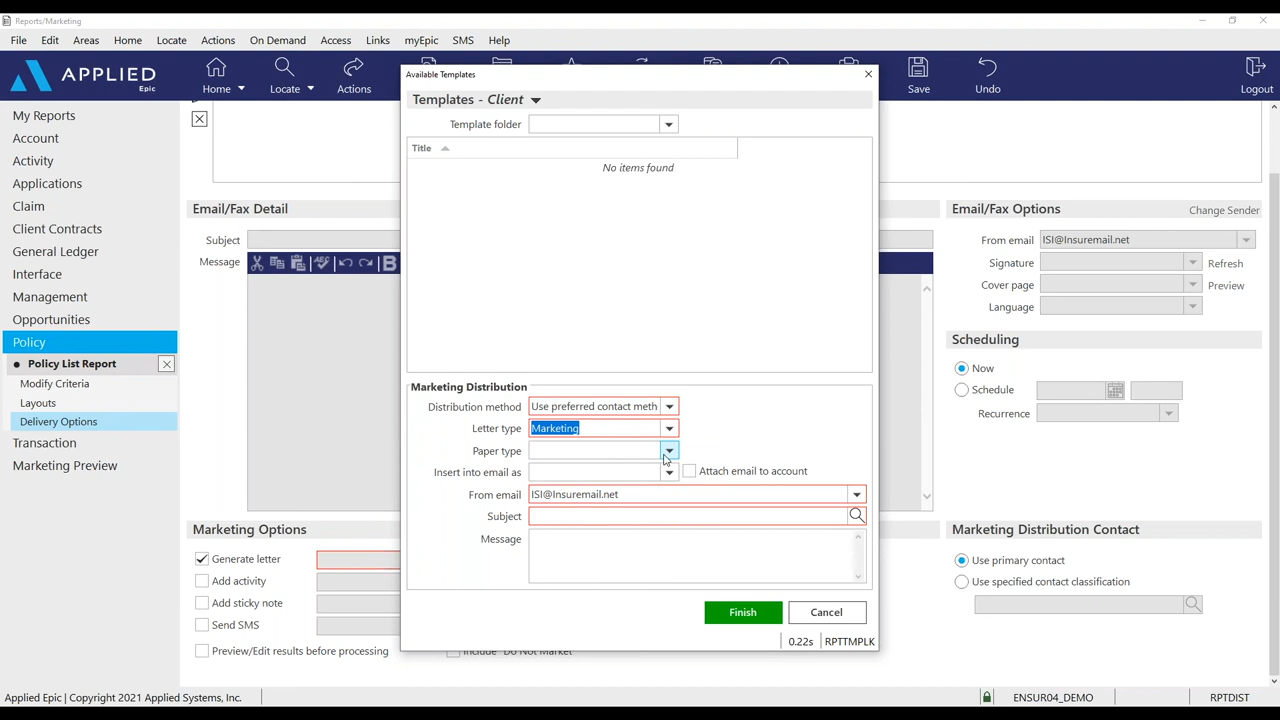 Reports/Marketing
File Edit Areas Home Locate Actions On Demand Access Links myEpic SMS Help
APPLIED
Epic
Home Locate Actions Save Undo Logout
My Reports
Account
Activity
Applications
Claim
Client Contracts
General Ledger
Interface
Management
Opportunities
Policy
Policy List Report
Modify Criteria
Layouts
Delivery Options
Transaction
Marketing Preview
Email/Fax Detail
Subject
Message
ABC
B
Marketing Options
Generate letter
Add activity
Add sticky note
Send SMS
Preview/Edit results before processing
Include "Do Not Market"
Available Templates
Templates - Client
Template folder
Title
No items found
Marketing Distribution
Distribution method Use preferred contact meth
Letter type Marketing
Paper type
Insert into email as Attach email to account
From email ISI@Insuremail.net
Subject
Message
Finish Cancel
0.22s RPTTMPLK
Email/Fax Options Change Sender
From email ISI@Insuremail.net
Signature Refresh
Cover page Preview
Language
Scheduling
Now
Schedule
Recurrence
Marketing Distribution Contact
Use primary contact
Use specified contact classification
Applied Epic | Copyright 2021 Applied Systems, Inc. ENSUR04_DEMO RPTDIST